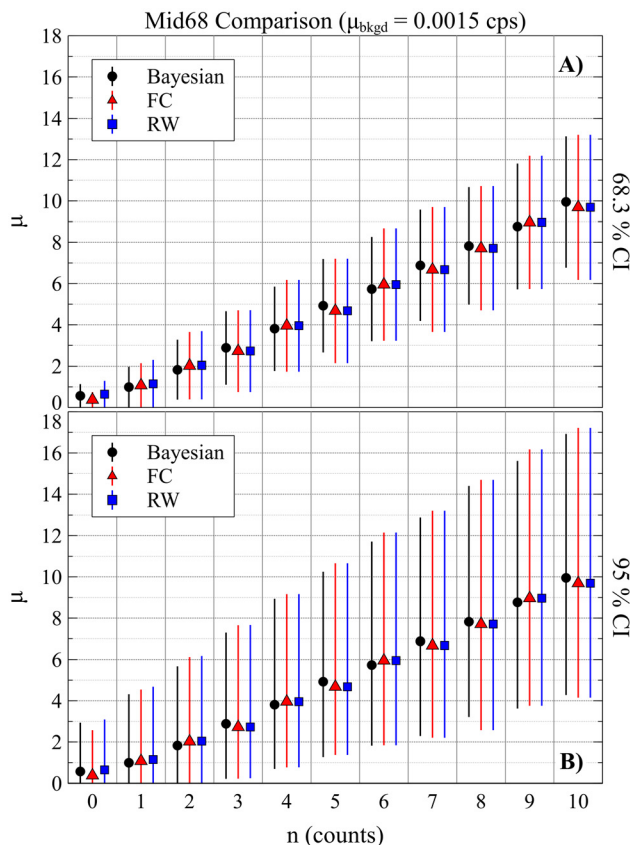 Mid68 Comparison (μbkgd = 0.0015 cps)
18
16
14
12
10
8
6
4
2
0
μ
Bayesian
FC
RW
A)
68.3 % CI
18
16
14
12
10
8
6
4
2
0
μ
Bayesian
FC
RW
B)
95 % CI
0 1 2 3 4 5 6 7 8 9 10
n (counts)